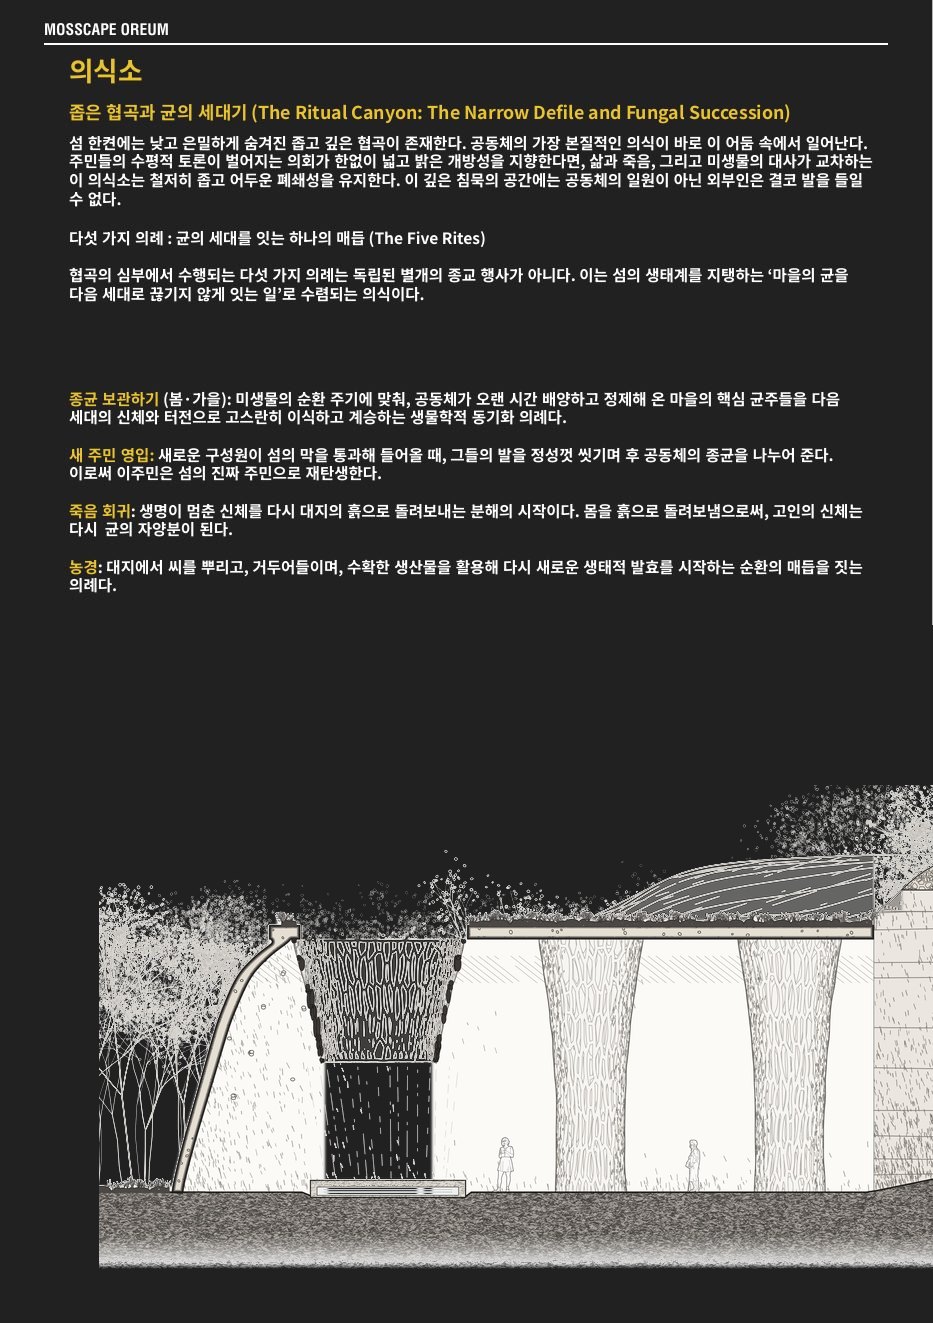 MOSSCAPE OREUM
의식소
좁은 협곡과 균의 세대기 (The Ritual Canyon: The Narrow Defile and Fungal Succession)
섬 한켠에는 낮고 은밀하게 숨겨진 좁고 깊은 협곡이 존재한다. 공동체의 가장 본질적인 의식이 바로 이 어둠 속에서 일어난다.
주민들의 수평적 토론이 벌어지는 의회가 한없이 넓고 밝은 개방성을 지향한다면, 삶과 죽음, 그리고 미생물의 대사가 교차하는
이 의식소는 철저히 좁고 어두운 폐쇄성을 유지한다. 이 깊은 침묵의 공간에는 공동체의 일원이 아닌 외부인은 결코 발을 들일
수 없다.
다섯 가지 의례 : 균의 세대를 잇는 하나의 매듭 (The Five Rites)
협곡의 심부에서 수행되는 다섯 가지 의례는 독립된 별개의 종교 행사가 아니다. 이는 섬의 생태계를 지탱하는 ‘마을의 균을
다음 세대로 끊기지 않게 잇는 일’로 수렴되는 의식이다.
종균 보관하기 (봄·가을): 미생물의 순환 주기에 맞춰, 공동체가 오랜 시간 배양하고 정제해 온 마을의 핵심 균주들을 다음
세대의 신체와 터전으로 고스란히 이식하고 계승하는 생물학적 동기화 의례다.
새 주민 영입: 새로운 구성원이 섬의 막을 통과해 들어올 때, 그들의 발을 정성껏 씻기며 후 공동체의 종균을 나누어 준다.
이로써 이주민은 섬의 진짜 주민으로 재탄생한다.
죽음 회귀: 생명이 멈춘 신체를 다시 대지의 흙으로 돌려보내는 분해의 시작이다. 몸을 흙으로 돌려보냄으로써, 고인의 신체는
다시 균의 자양분이 된다.
농경: 대지에서 씨를 뿌리고, 거두어들이며, 수확한 생산물을 활용해 다시 새로운 생태적 발효를 시작하는 순환의 매듭을 짓는
의례다.